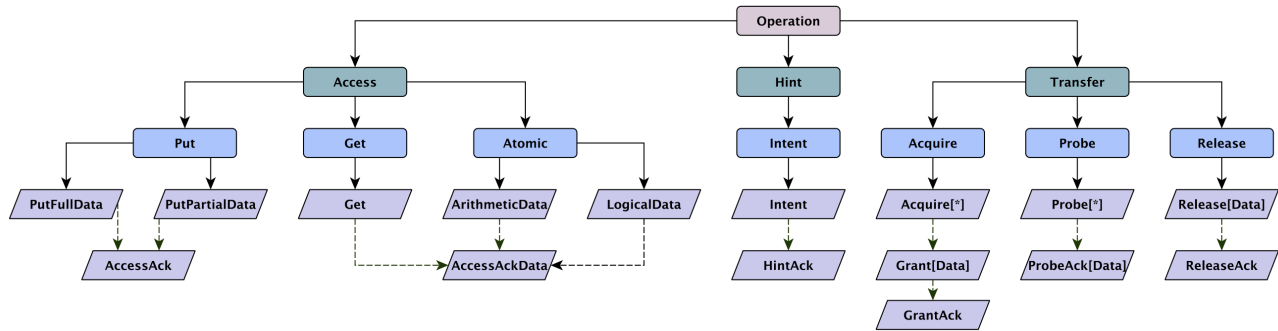 Operation
Access
Hint
Transfer
Put
Get
Atomic
Intent
Acquire
Probe
Release
PutFullData
PutPartialData
Get
ArithmeticData
LogicalData
Intent
Acquire[*]
Probe[*]
Release[Data]
AccessAck
AccessAckData
HintAck
Grant[Data]
ProbeAck[Data]
ReleaseAck
GrantAck